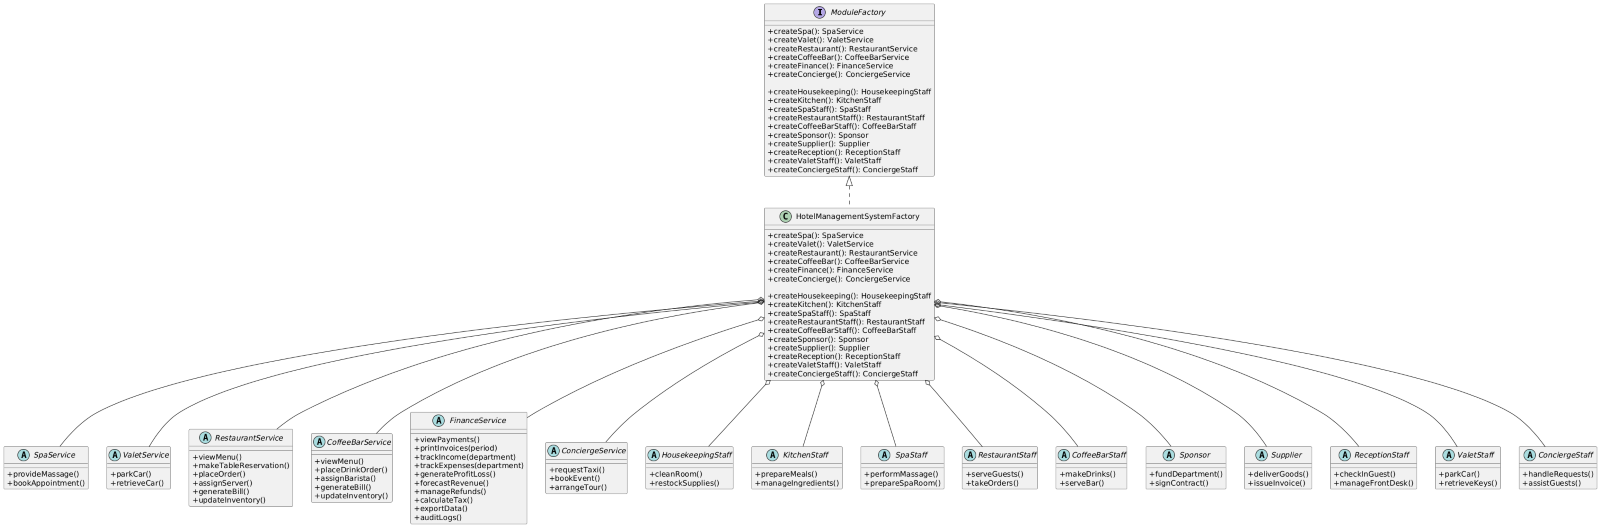 I ModuleFactory
+createSpa(): SpaService
+createValet(): ValetService
+createRestaurant(): RestaurantService
+createCoffeeBar(): CoffeeBarService
+createFinance(): FinanceService
+createConcierge(): ConciergeService
+createHousekeeping(): HousekeepingStaff
+createKitchen(): KitchenStaff
+createSpaStaff(): SpaStaff
+createRestaurantStaff(): RestaurantStaff
+createCoffeeBarStaff(): CoffeeBarStaff
+createSponsor(): Sponsor
+createSupplier(): Supplier
+createReception(): ReceptionStaff
+createValetStaff(): ValetStaff
+createConciergeStaff(): ConciergeStaff
C HotelManagementSystemFactory
+createSpa(): SpaService
+createValet(): ValetService
+createRestaurant(): RestaurantService
+createCoffeeBar(): CoffeeBarService
+createFinance(): FinanceService
+createConcierge(): ConciergeService
+createHousekeeping(): HousekeepingStaff
+createKitchen(): KitchenStaff
+createSpaStaff(): SpaStaff
+createRestaurantStaff(): RestaurantStaff
+createCoffeeBarStaff(): CoffeeBarStaff
+createSponsor(): Sponsor
+createSupplier(): Supplier
+createReception(): ReceptionStaff
+createValetStaff(): ValetStaff
+createConciergeStaff(): ConciergeStaff
A SpaService
+provideMassage()
+bookAppointment()
A ValetService
+parkCar()
+retrieveCar()
A RestaurantService
+viewMenu()
+makeTableReservation()
+placeOrder()
+assignServer()
+generateBill()
+updateInventory()
A CoffeeBarService
+viewMenu()
+placeDrinkOrder()
+assignBarista()
+generateBill()
+updateInventory()
A FinanceService
+viewPayments()
+printInvoices(period)
+trackIncome(department)
+trackExpenses(department)
+generateProfitLoss()
+forecastRevenue()
+manageRefunds()
+calculateTax()
+exportData()
+auditLogs()
A ConciergeService
+requestTaxi()
+bookEvent()
+arrangeTour()
A HousekeepingStaff
+cleanRoom()
+restockSupplies()
A KitchenStaff
+prepareMeals()
+manageIngredients()
A SpaStaff
+performMassage()
+prepareSpaRoom()
A RestaurantStaff
+serveGuests()
+takeOrders()
A CoffeeBarStaff
+makeDrinks()
+serveBar()
A Sponsor
+fundDepartment()
+signContract()
A Supplier
+deliverGoods()
+issueInvoice()
A ReceptionStaff
+checkInGuest()
+manageFrontDesk()
A ValetStaff
+parkCar()
+retrieveKeys()
A ConciergeStaff
+handleRequests()
+assistGuests()